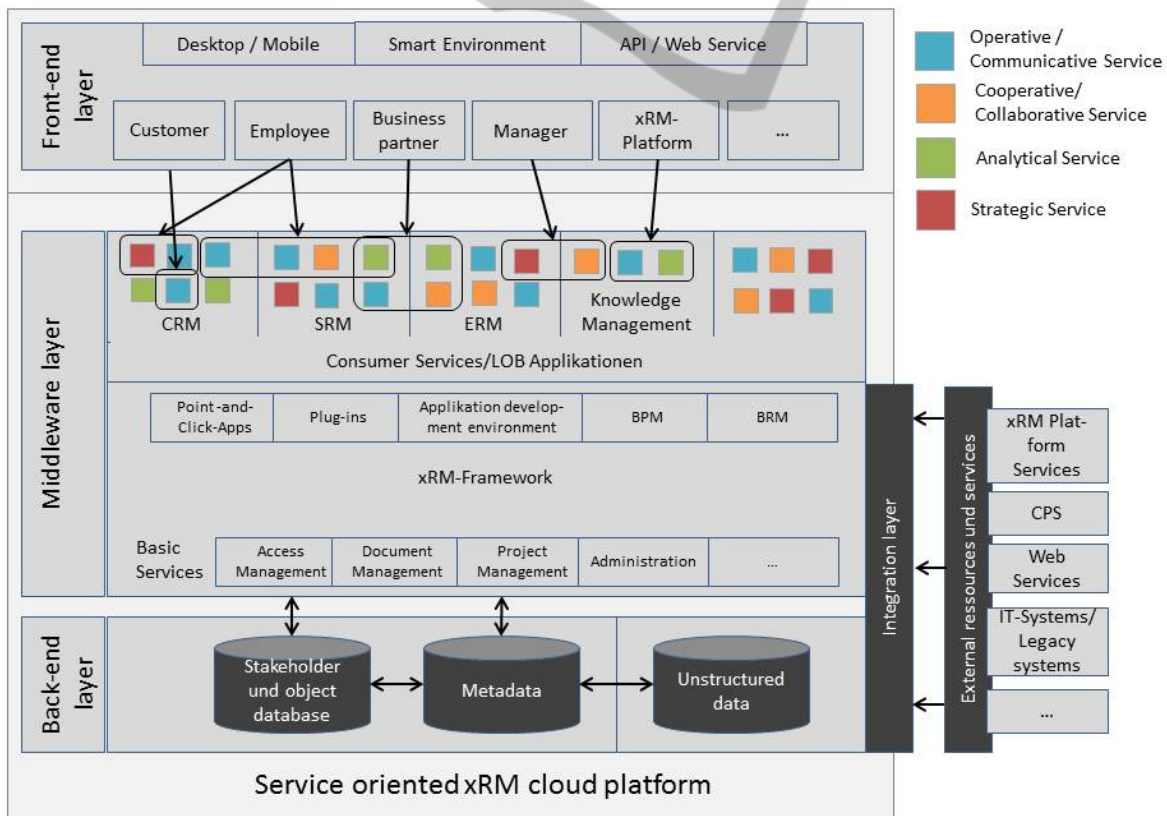 Front-end
layer
Desktop / Mobile
Smart Environment
API / Web Service
Customer
Employee
Business
partner
Manager
xRM-
Platform
...
Operative /
Communicative Service
Cooperative/
Collaborative Service
Analytical Service
Strategic Service
Middleware layer
CRM
SRM
ERM
Knowledge
Management
Consumer Services/LOB Applikationen
Point-and-
Click-Apps
Plug-ins
Applikation develop-
ment environment
BPM
BRM
xRM-Framework
Basic
Services
Access
Management
Document
Management
Project
Management
Administration
...
Integration layer
External ressources und services
xRM Plat-
form
Services
CPS
Web
Services
IT-Systems/
Legacy
systems
...
Back-end
layer
Stakeholder
und object
database
Metadata
Unstructured
data
Service oriented xRM cloud platform